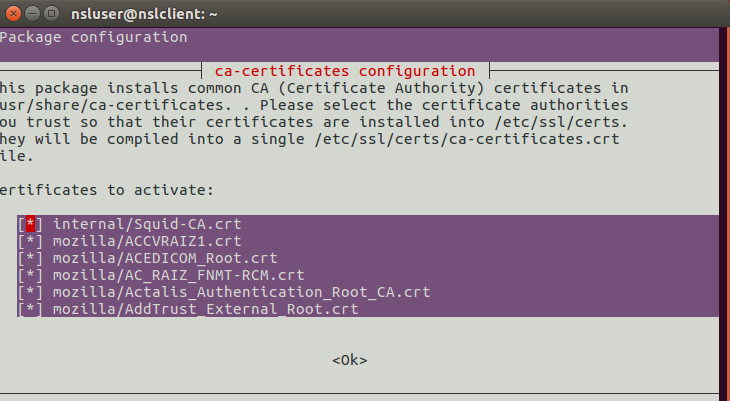 nsluser@nslclient: ~
Package configuration
ca-certificates configuration
his package installs common CA (Certificate Authority) certificates in
usr/share/ca-certificates. . Please select the certificate authorities
ou trust so that their certificates are installed into /etc/ssl/certs.
hey will be compiled into a single /etc/ssl/certs/ca-certificates.crt
ile.
ertificates to activate:
[*] internal/Squid-CA.crt
[*] mozilla/ACCVRAIZ1.crt
[*] mozilla/ACEDICOM_Root.crt
[*] mozilla/AC_RAIZ_FNMT-RCM.crt
[*] mozilla/Actalis_Authentication_Root_CA.crt
[*] mozilla/AddTrust_External_Root.crt
<Ok>